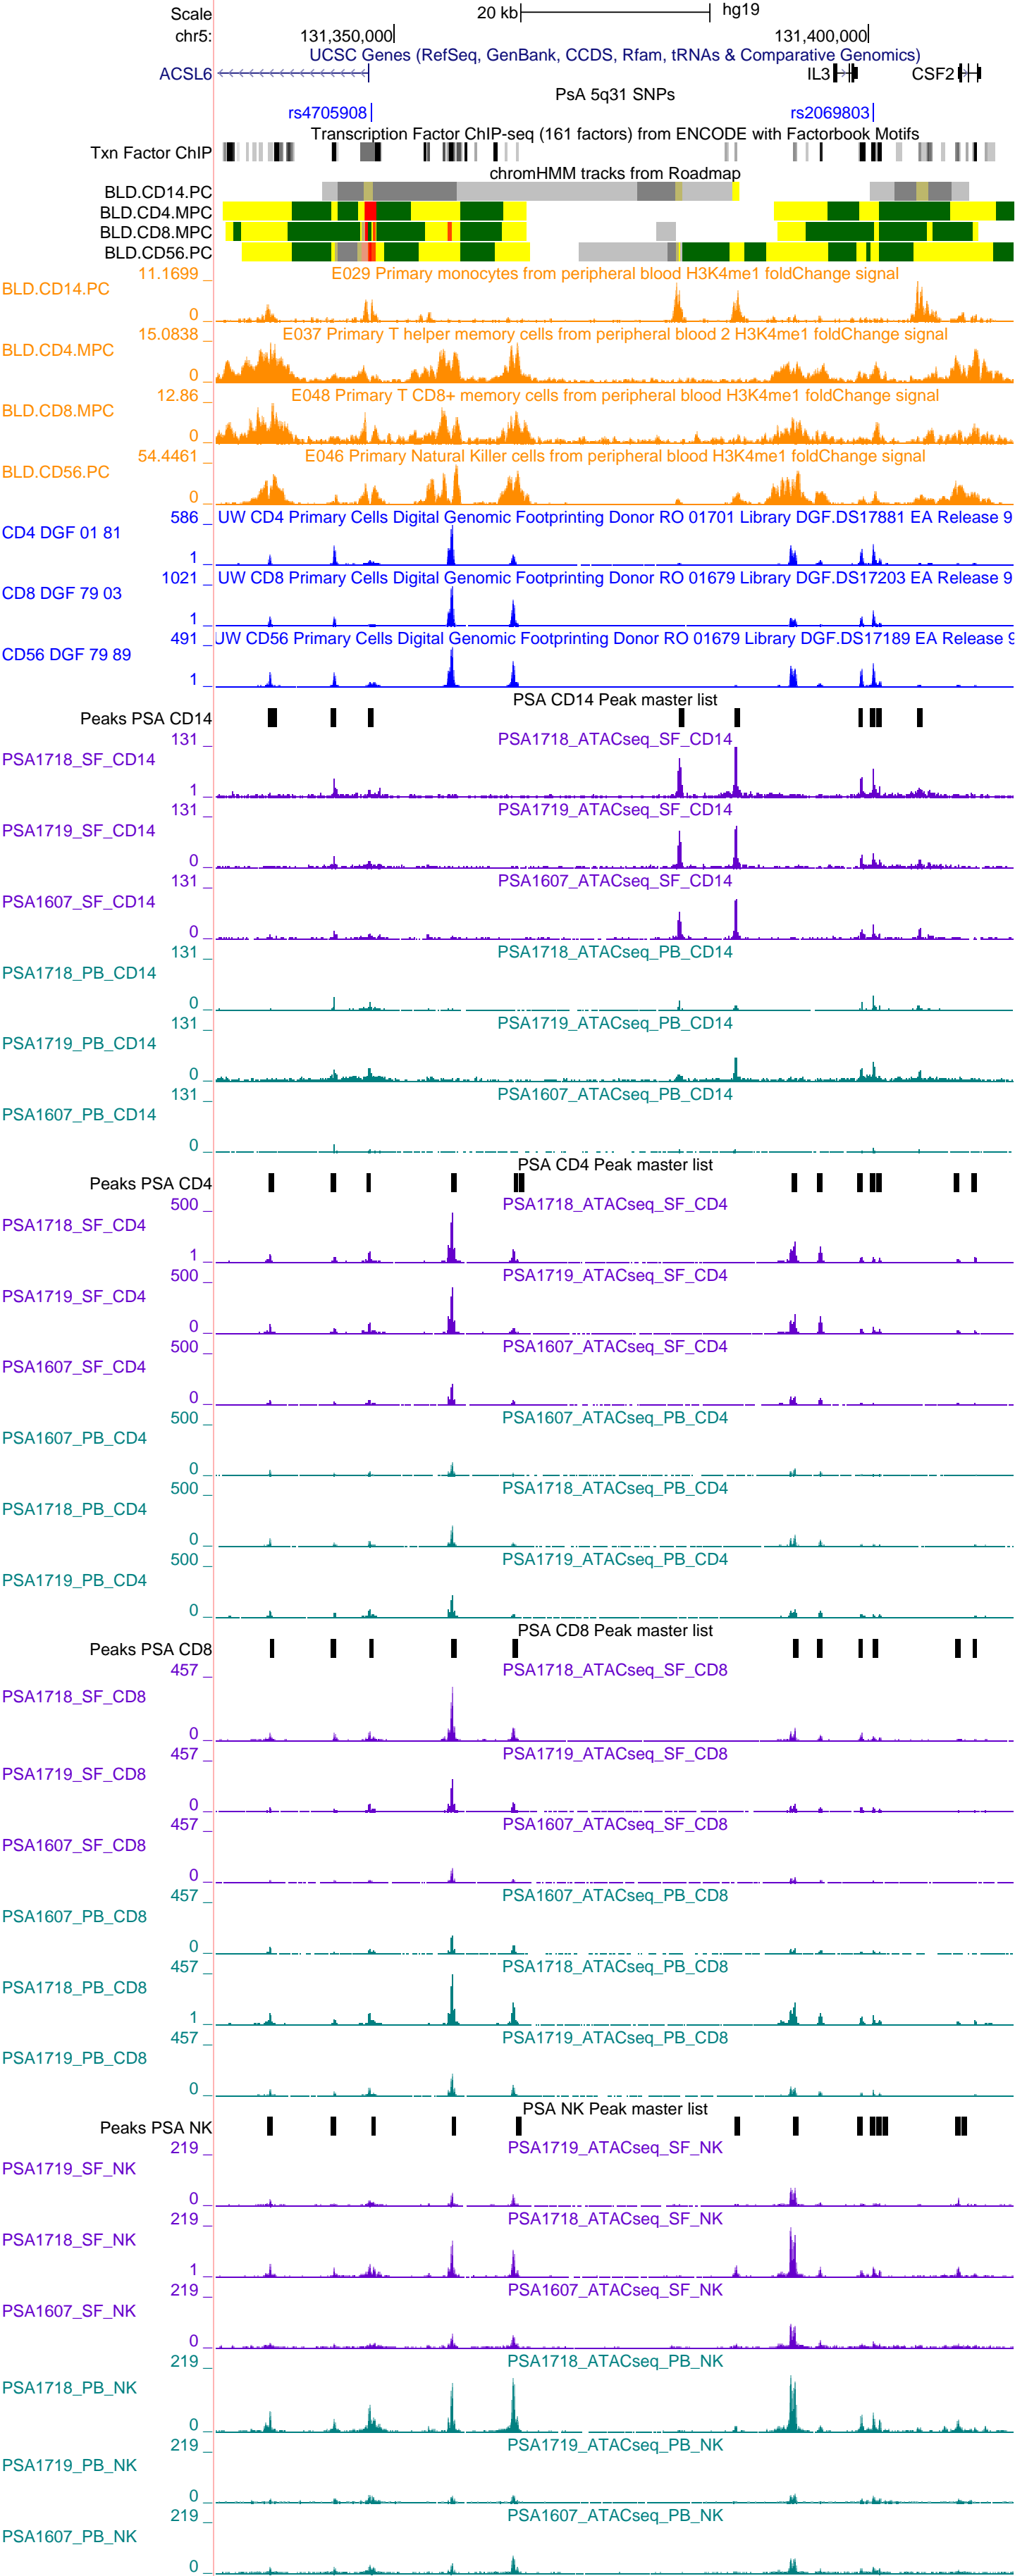 Scale 20 kb hg19
chr5: 131,350,000 131,400,000
UCSC Genes (RefSeq, GenBank, CCDS, Rfam, tRNAs & Comparative Genomics)
ACSL6 IL3 CSF2
PsA 5q31 SNPs
rs4705908 rs2069803
Transcription Factor ChIP-seq (161 factors) from ENCODE with Factorbook Motifs
Txn Factor ChIP
chromHMM tracks from Roadmap
BLD.CD14.PC
BLD.CD4.MPC
BLD.CD8.MPC
BLD.CD56.PC
11.1699 _ E029 Primary monocytes from peripheral blood H3K4me1 foldChange signal
BLD.CD14.PC
0 _
15.0838 _ E037 Primary T helper memory cells from peripheral blood 2 H3K4me1 foldChange signal
BLD.CD4.MPC
0 _
12.86 _ E048 Primary T CD8+ memory cells from peripheral blood H3K4me1 foldChange signal
BLD.CD8.MPC
0 _
54.4461 _ E046 Primary Natural Killer cells from peripheral blood H3K4me1 foldChange signal
BLD.CD56.PC
0 _
586 _ UW CD4 Primary Cells Digital Genomic Footprinting Donor RO 01701 Library DGF.DS17881 EA Release 9
CD4 DGF 01 81
1 _
1021 _ UW CD8 Primary Cells Digital Genomic Footprinting Donor RO 01679 Library DGF.DS17203 EA Release 9
CD8 DGF 79 03
1 _
491 _ UW CD56 Primary Cells Digital Genomic Footprinting Donor RO 01679 Library DGF.DS17189 EA Release 9
CD56 DGF 79 89
1 _
PSA CD14 Peak master list
Peaks PSA CD14
131 _ PSA1718_ATACseq_SF_CD14
PSA1718_SF_CD14
1 _
131 _ PSA1719_ATACseq_SF_CD14
PSA1719_SF_CD14
0 _
131 _ PSA1607_ATACseq_SF_CD14
PSA1607_SF_CD14
0 _
131 _ PSA1718_ATACseq_PB_CD14
PSA1718_PB_CD14
0 _
131 _ PSA1719_ATACseq_PB_CD14
PSA1719_PB_CD14
0 _
131 _ PSA1607_ATACseq_PB_CD14
PSA1607_PB_CD14
0 _
PSA CD4 Peak master list
Peaks PSA CD4
500 _ PSA1718_ATACseq_SF_CD4
PSA1718_SF_CD4
1 _
500 _ PSA1719_ATACseq_SF_CD4
PSA1719_SF_CD4
0 _
500 _ PSA1607_ATACseq_SF_CD4
PSA1607_SF_CD4
0 _
500 _ PSA1607_ATACseq_PB_CD4
PSA1607_PB_CD4
0 _
500 _ PSA1718_ATACseq_PB_CD4
PSA1718_PB_CD4
0 _
500 _ PSA1719_ATACseq_PB_CD4
PSA1719_PB_CD4
0 _
PSA CD8 Peak master list
Peaks PSA CD8
457 _ PSA1718_ATACseq_SF_CD8
PSA1718_SF_CD8
0 _
457 _ PSA1719_ATACseq_SF_CD8
PSA1719_SF_CD8
0 _
457 _ PSA1607_ATACseq_SF_CD8
PSA1607_SF_CD8
0 _
457 _ PSA1607_ATACseq_PB_CD8
PSA1607_PB_CD8
0 _
457 _ PSA1718_ATACseq_PB_CD8
PSA1718_PB_CD8
1 _
457 _ PSA1719_ATACseq_PB_CD8
PSA1719_PB_CD8
0 _
PSA NK Peak master list
Peaks PSA NK
219 _ PSA1719_ATACseq_SF_NK
PSA1719_SF_NK
0 _
219 _ PSA1718_ATACseq_SF_NK
PSA1718_SF_NK
1 _
219 _ PSA1607_ATACseq_SF_NK
PSA1607_SF_NK
0 _
219 _ PSA1718_ATACseq_PB_NK
PSA1718_PB_NK
0 _
219 _ PSA1719_ATACseq_PB_NK
PSA1719_PB_NK
0 _
219 _ PSA1607_ATACseq_PB_NK
PSA1607_PB_NK
0 _